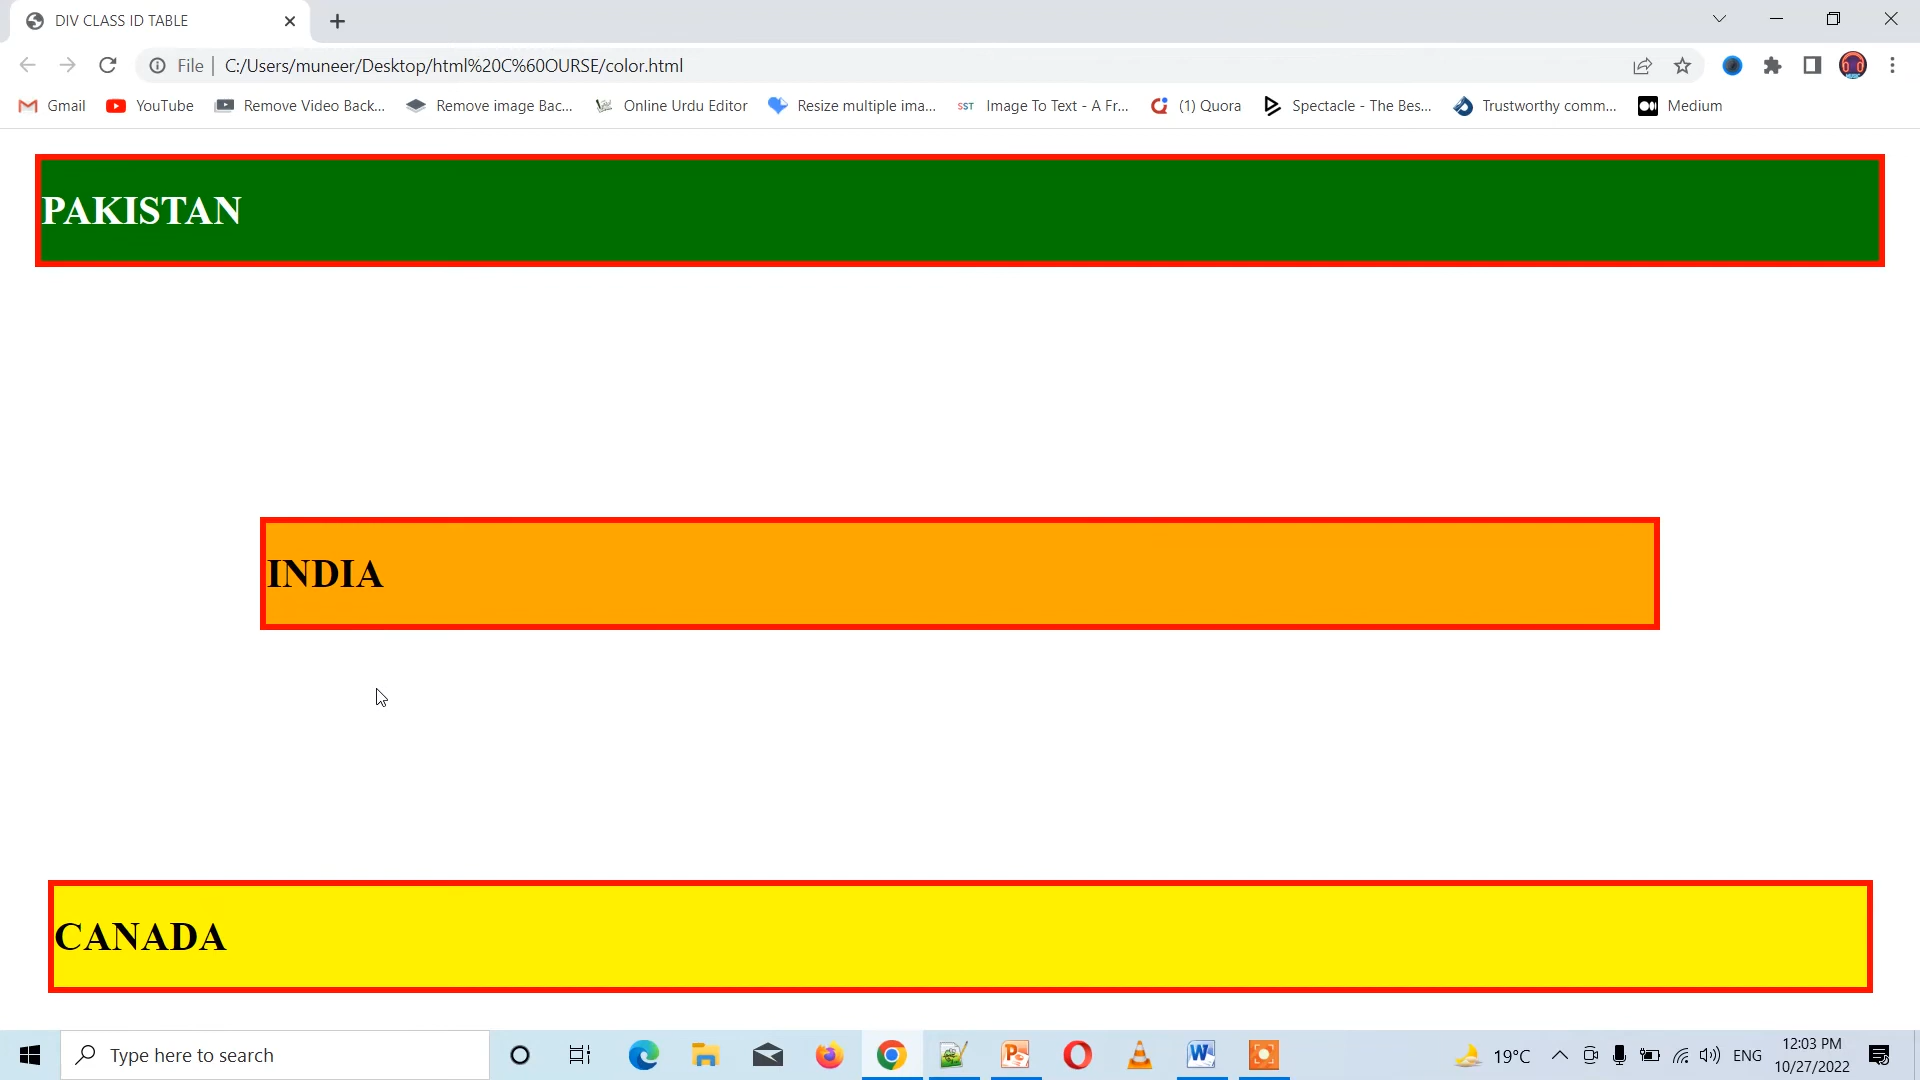 DIV CLASS ID TABLE
File | C:/Users/muneer/Desktop/html%20C%60OURSE/color.html
Gmail YouTube Remove Video Back... Remove image Bac... Online Urdu Editor Resize multiple ima... SST Image To Text - A Fr... (1) Quora Spectacle - The Bes... Trustworthy comm... Medium
PAKISTAN
INDIA
CANADA
Type here to search 19°C ENG 12:03 PM
10/27/2022